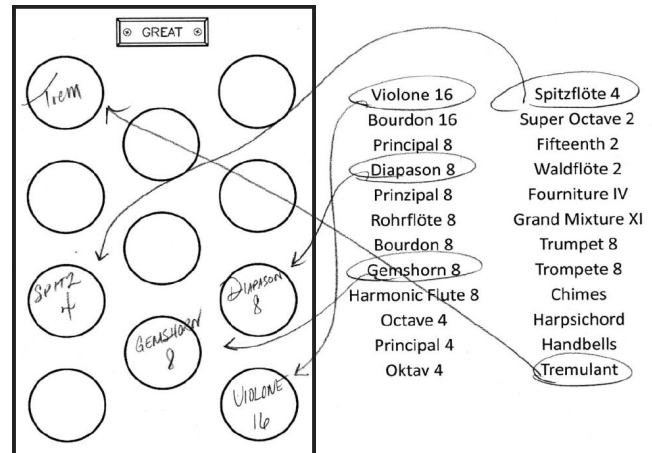 GREAT
Trem
SPITZ
4
DIAPASON
8
GEMSHORN
8
VIOLONE
16
Violone 16
Bourdon 16
Principal 8
Diapason 8
Prinzipal 8
Rohrflöte 8
Bourdon 8
Gemshorn 8
Harmonic Flute 8
Octave 4
Principal 4
Oktav 4
Spitzflöte 4
Super Octave 2
Fifteenth 2
Waldflöte 2
Fourniture IV
Grand Mixture XI
Trumpet 8
Trompete 8
Chimes
Harpsichord
Handbells
Tremulant